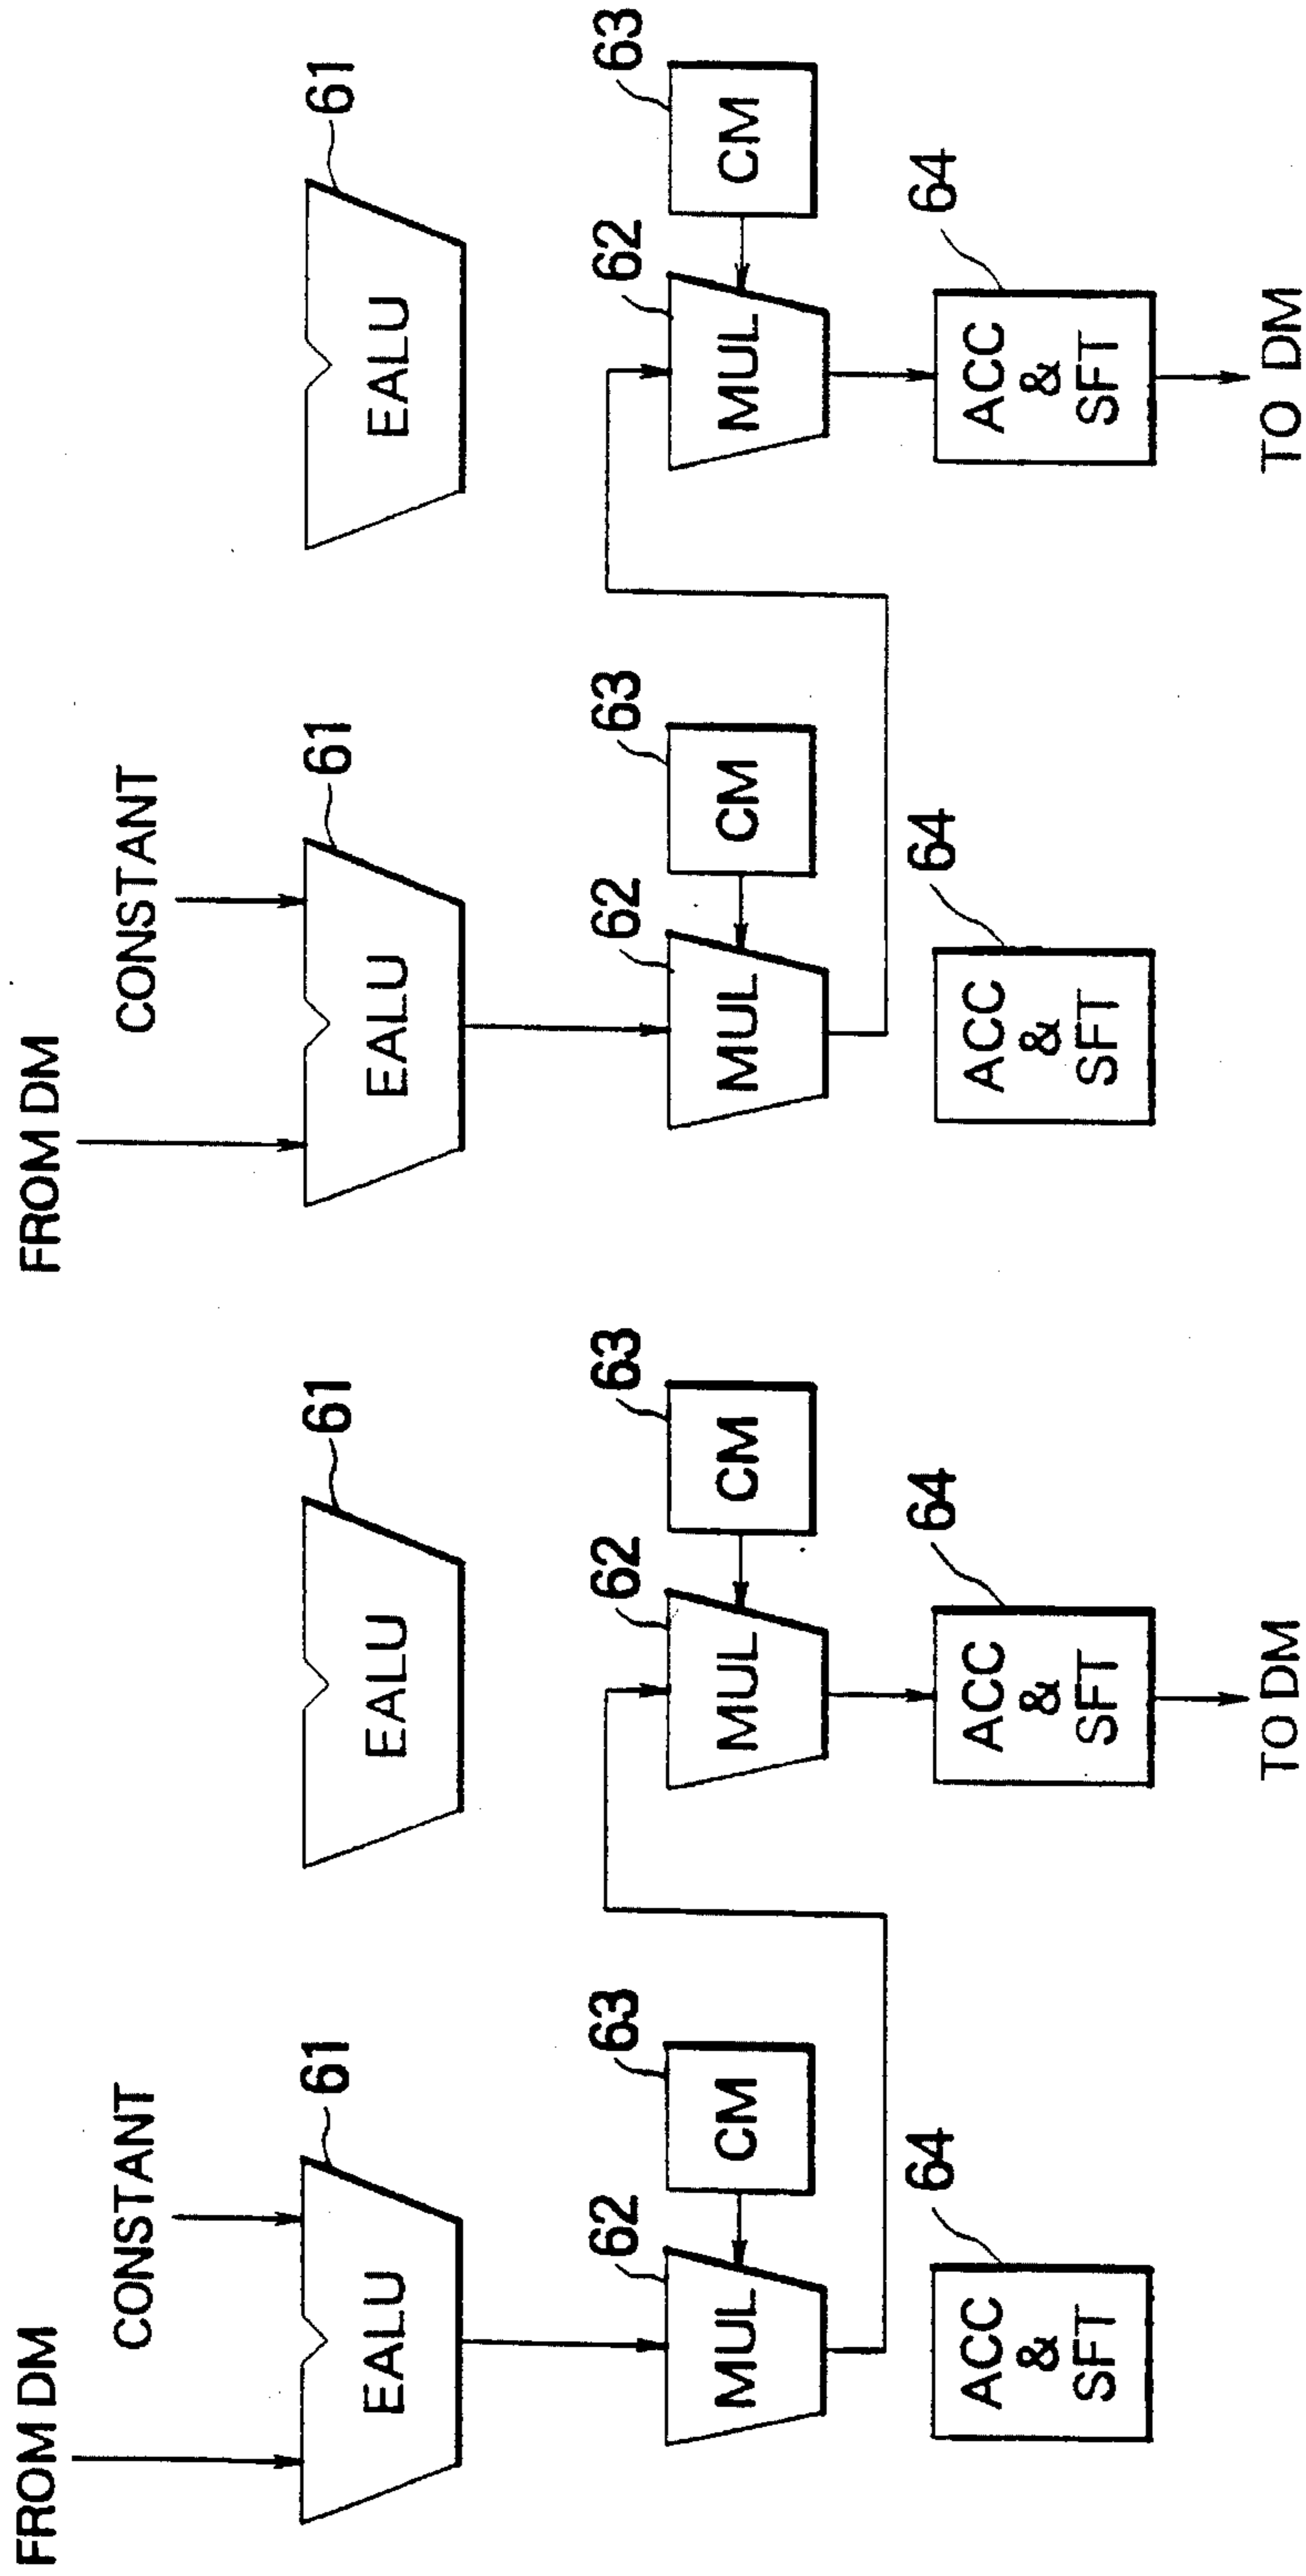 FROM DM
CONSTANT
61
EALU
62
63
MUL
CM
64
ACC
&
SFT
61
EALU
62
63
MUL
CM
64
ACC
&
SFT
TO DM
FROM DM
CONSTANT
61
EALU
62
63
MUL
CM
64
ACC
&
SFT
61
EALU
62
63
MUL
CM
64
ACC
&
SFT
TO DM